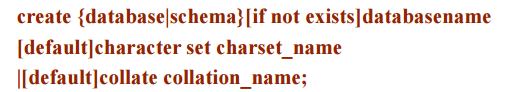 create {database|schema}[if not exists]databasename
[default]character set charset_name
|[default]collate collation_name;